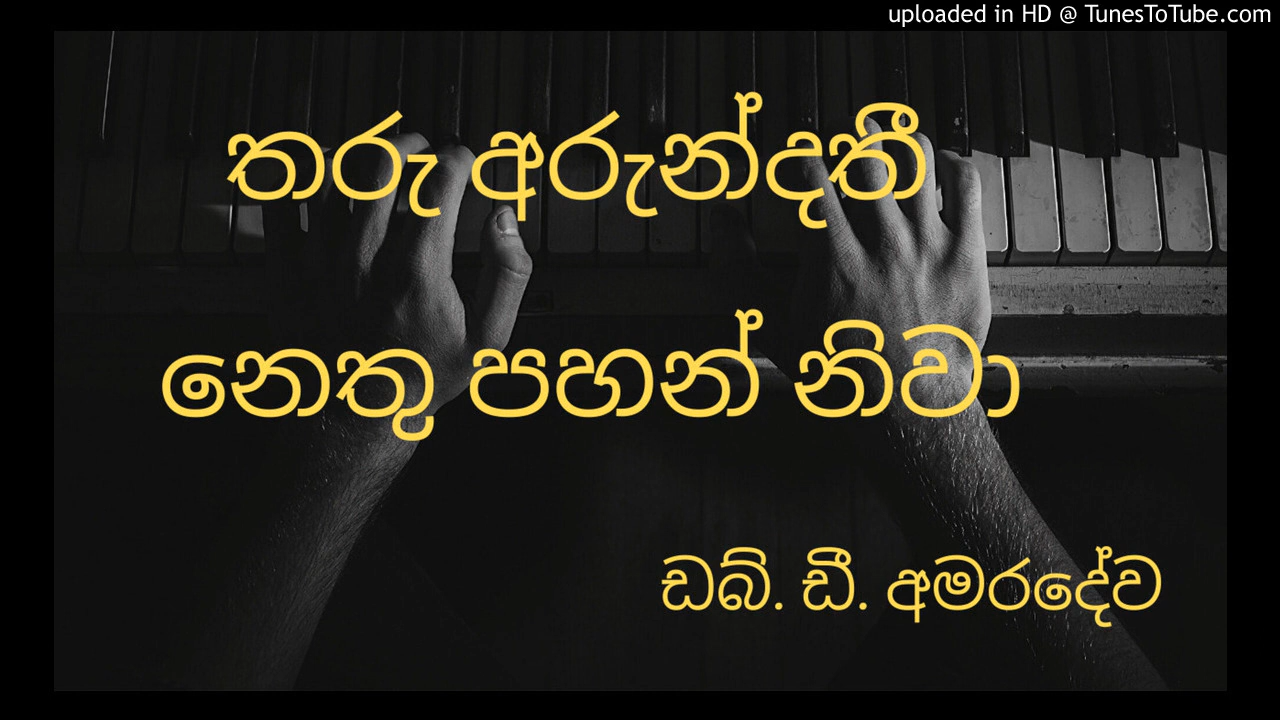 uploaded in HD @ TunesToTube.com
තරු අරුන්දතී
නෙතු පහන් නිවා
ඩබ්. ඩී. අමරදේව